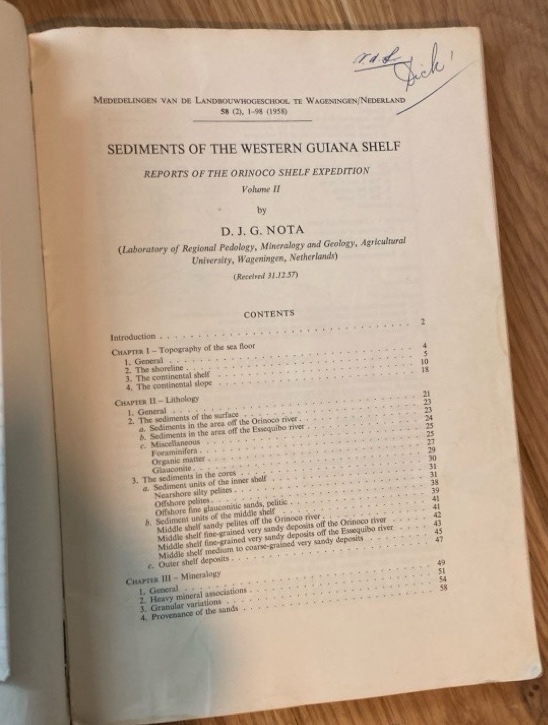 Dick!
MEDEDELINGEN VAN DE LANDBOUWHOGESCHOOL TE WAGENINGEN/NEDERLAND
58 (2), 1-98 (1958)
SEDIMENTS OF THE WESTERN GUIANA SHELF
REPORTS OF THE ORINOCO SHELF EXPEDITION
Volume II
by
D. J. G. NOTA
(Laboratory of Regional Pedology, Mineralogy and Geology, Agricultural
University, Wageningen, Netherlands)
(Received 31.12.57)
CONTENTS
Introduction . . . 2
CHAPTER I – Topography of the sea floor
1. General . . . 4
2. The shoreline . . . 5
3. The continental shelf . . . 10
4. The continental slope . . . 18
CHAPTER II – Lithology
1. General . . . 21
2. The sediments of the surface . . . 23
a. Sediments in the area off the Orinoco river . . . 23
b. Sediments in the area off the Essequibo river . . . 24
c. Miscellaneous . . . 25
Foraminifers . . . 25
Organic matter . . . 27
Glauconite . . . 29
3. The sediments in the cores . . . 30
a. Sediment units of the inner shelf . . . 31
Nearshore silty pelites . . . 31
Offshore pelites . . . 38
Offshore fine glauconitic sands, pelitic . . . 39
b. Sediment units of the middle shelf . . . 41
Middle shelf sandy pelites off the Orinoco river . . . 41
Middle shelf fine-grained very sandy deposits off the Orinoco river . . . 42
Middle shelf fine-grained very sandy deposits off the Essequibo river . . . 43
Middle shelf medium to coarse-grained very sandy deposits . . . 45
c. Outer shelf deposits . . . 47
CHAPTER III – Mineralogy
1. General . . . 49
2. Heavy mineral associations . . . 51
3. Granular variations . . . 54
4. Provenance of the sands . . . 58